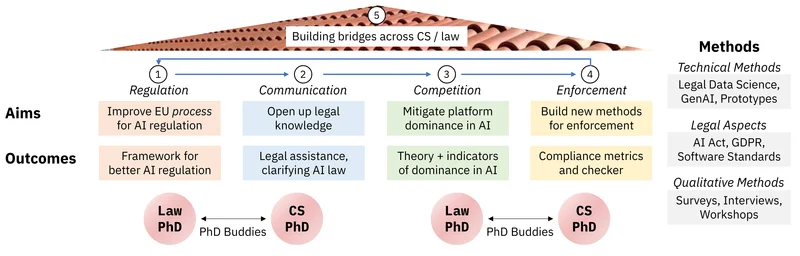 5
Building bridges across CS / law
1
2
3
4
Regulation
Communication
Competition
Enforcement
Aims
Improve EU process
for AI regulation
Open up legal
knowledge
Mitigate platform
dominance in AI
Build new methods
for enforcement
Outcomes
Framework for
better AI regulation
Legal assistance,
clarifying AI law
Theory + indicators
of dominance in AI
Compliance metrics
and checker
Law
PhD
PhD Buddies
CS
PhD
Law
PhD
PhD Buddies
CS
PhD
Methods
Technical Methods
Legal Data Science,
GenAI, Prototypes
Legal Aspects
AI Act, GDPR,
Software Standards
Qualitative Methods
Surveys, Interviews,
Workshops